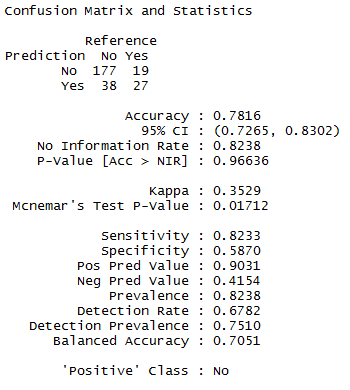 Confusion Matrix and Statistics
Reference
Prediction No Yes
No 177 19
Yes 38 27
Accuracy : 0.7816
95% CI : (0.7265, 0.8302)
No Information Rate : 0.8238
P-Value [Acc > NIR] : 0.96636
Kappa : 0.3529
Mcnemar's Test P-Value : 0.01712
Sensitivity : 0.8233
Specificity : 0.5870
Pos Pred Value : 0.9031
Neg Pred Value : 0.4154
Prevalence : 0.8238
Detection Rate : 0.6782
Detection Prevalence : 0.7510
Balanced Accuracy : 0.7051
'Positive' Class : No